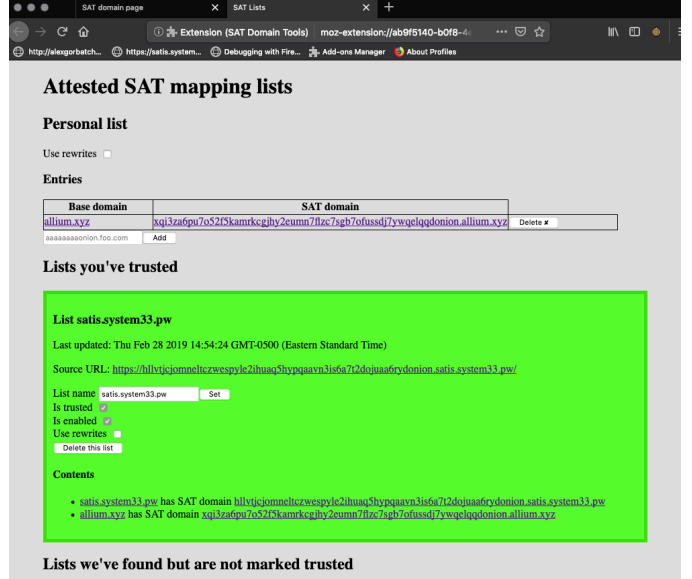 SAT domain page
SAT Lists
Extension (SAT Domain Tools) moz-extension://ab9f5140-b0f8-4
http://alexgorbatch... https://satis.system... Debugging with Fire... Add-ons Manager About Profiles
Attested SAT mapping lists
Personal list
Use rewrites
Entries
Base domain SAT domain
allium.xyz xqi3za6pu7o52f5kamrkcgjhy2eumn7flzc7sgb7ofussdj7ywqelqqdonion.allium.xyz Delete ✘
aaaaaaaaonion.foo.com Add
Lists you've trusted
List satis.system33.pw
Last updated: Thu Feb 28 2019 14:54:24 GMT-0500 (Eastern Standard Time)
Source URL: https://hllvtjcjomneltczwespyle2ihuaq5hypqaavn3is6a7t2dojuaa6rydonion.satis.system33.pw/
List name satis.system33.pw Set
Is trusted
Is enabled
Use rewrites
Delete this list
Contents
• satis.system33.pw has SAT domain hllvtjcjomneltczwespyle2ihuaq5hypqaavn3is6a7t2dojuaa6rydonion.satis.system33.pw
• allium.xyz has SAT domain xqi3za6pu7o52f5kamrkcgjhy2eumn7flzc7sgb7ofussdj7ywqelqqdonion.allium.xyz
Lists we've found but are not marked trusted